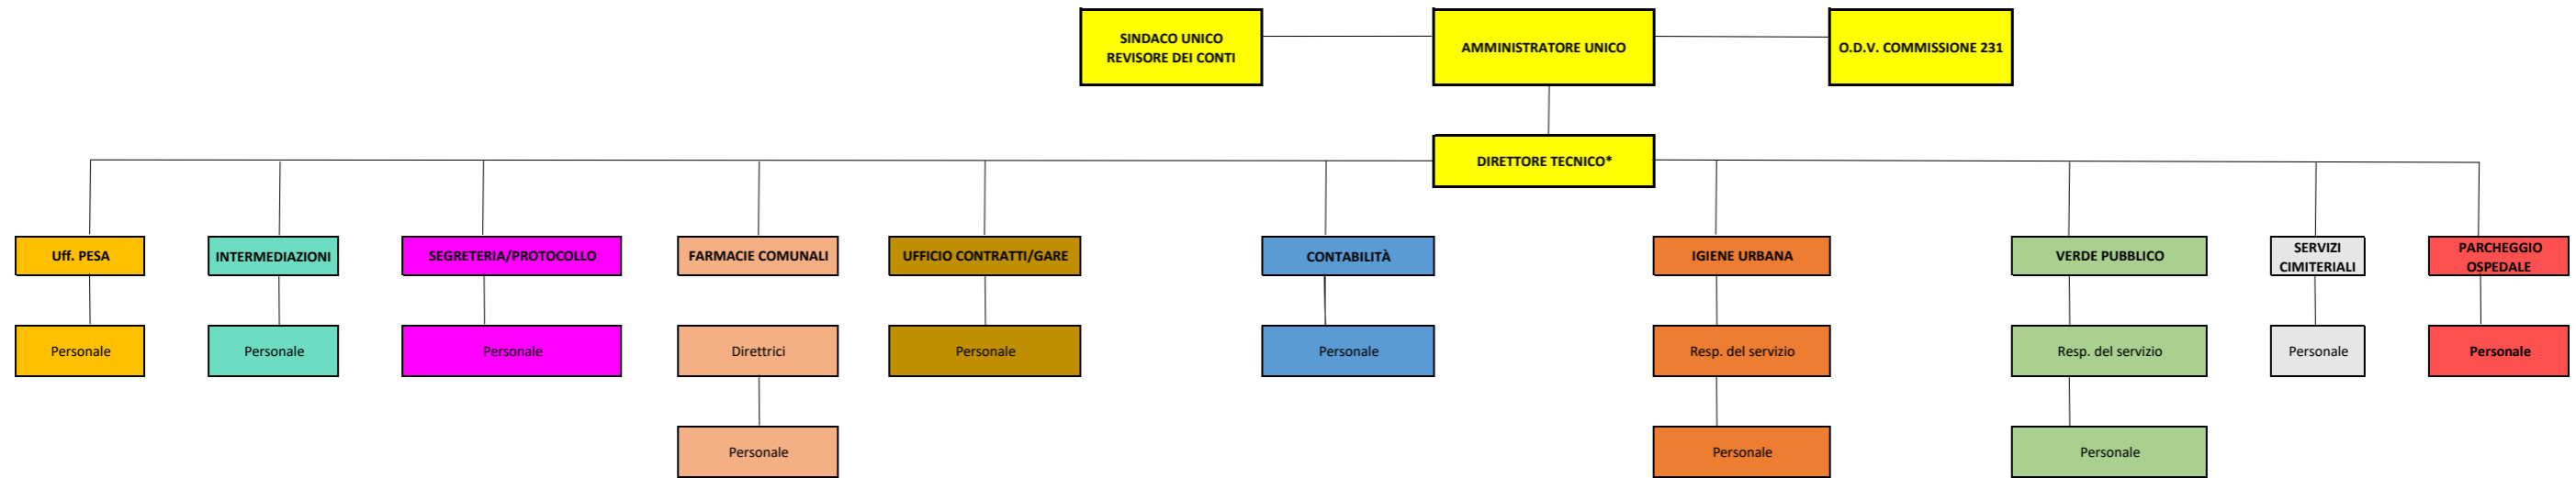 SINDACO UNICO
REVISORE DEI CONTI
AMMINISTRATORE UNICO
O.D.V. COMMISSIONE 231
DIRETTORE TECNICO*
Uff. PESA
INTERMEDIAZIONI
SEGRETERIA/PROTOCOLLO
FARMACIE COMUNALI
UFFICIO CONTRATTI/GARE
CONTABILITÀ
IGIENE URBANA
VERDE PUBBLICO
SERVIZI
CIMITERIALI
PARCHEGGIO
OSPEDALE
Personale
Personale
Personale
Direttrici
Personale
Personale
Resp. del servizio
Resp. del servizio
Personale
Personale
Personale
Personale
Personale